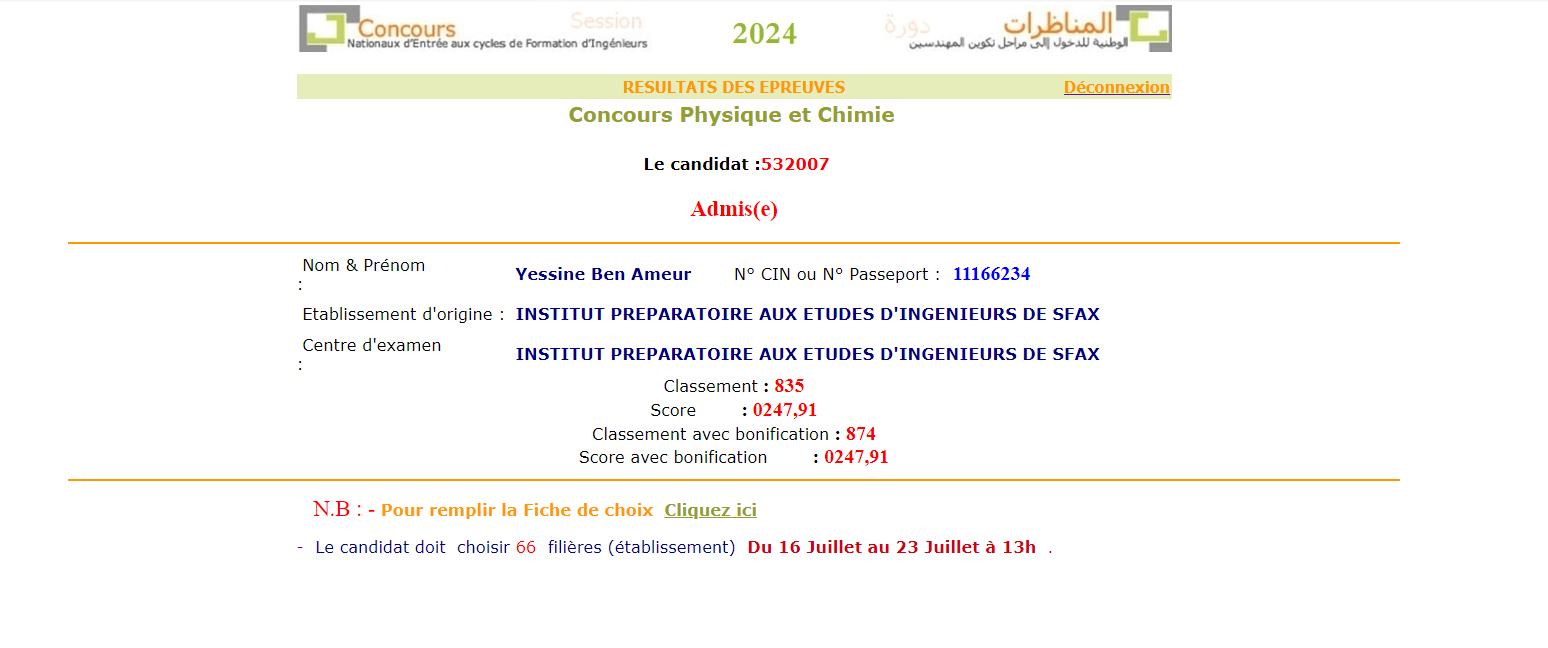 Concours Session 2024 دورة المناظرات
Nationaux d'Entrée aux cycles de Formation d'Ingénieurs الوطنية للدخول إلى مراحل تكوين المهندسين
RESULTATS DES EPREUVES Déconnexion
Concours Physique et Chimie
Le candidat :532007
Admis(e)
Nom & Prénom : Yessine Ben Ameur N° CIN ou N° Passeport : 11166234
Etablissement d'origine : INSTITUT PREPARATOIRE AUX ETUDES D'INGENIEURS DE SFAX
Centre d'examen : INSTITUT PREPARATOIRE AUX ETUDES D'INGENIEURS DE SFAX
Classement : 835
Score : 0247,91
Classement avec bonification : 874
Score avec bonification : 0247,91
N.B : - Pour remplir la Fiche de choix Cliquez ici
- Le candidat doit choisir 66 filières (établissement) Du 16 Juillet au 23 Juillet à 13h .